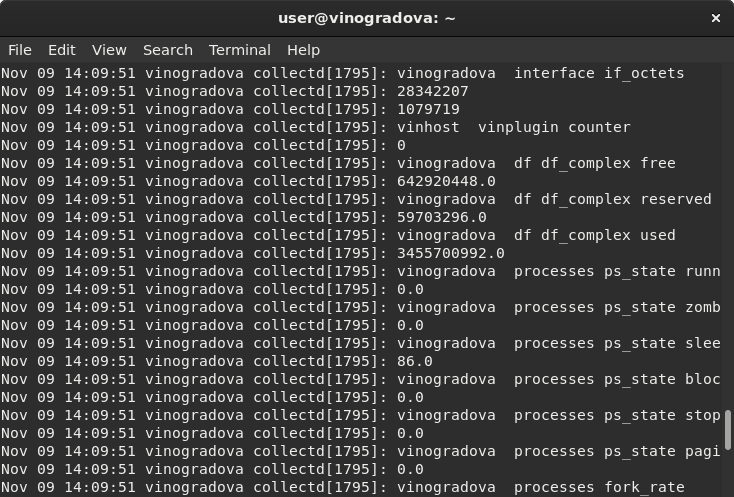 user@vinogradova: ~
×
File Edit View Search Terminal Help
Nov 09 14:09:51 vinogradova collectd[1795]: vinogradova  interface if_octets
Nov 09 14:09:51 vinogradova collectd[1795]: 28342207
Nov 09 14:09:51 vinogradova collectd[1795]: 1079719
Nov 09 14:09:51 vinogradova collectd[1795]: vinhost  vinplugin counter
Nov 09 14:09:51 vinogradova collectd[1795]: 0
Nov 09 14:09:51 vinogradova collectd[1795]: vinogradova  df df_complex free
Nov 09 14:09:51 vinogradova collectd[1795]: 642920448.0
Nov 09 14:09:51 vinogradova collectd[1795]: vinogradova  df df_complex reserved
Nov 09 14:09:51 vinogradova collectd[1795]: 59703296.0
Nov 09 14:09:51 vinogradova collectd[1795]: vinogradova  df df_complex used
Nov 09 14:09:51 vinogradova collectd[1795]: 3455700992.0
Nov 09 14:09:51 vinogradova collectd[1795]: vinogradova  processes ps_state runn
Nov 09 14:09:51 vinogradova collectd[1795]: 0.0
Nov 09 14:09:51 vinogradova collectd[1795]: vinogradova  processes ps_state zomb
Nov 09 14:09:51 vinogradova collectd[1795]: 0.0
Nov 09 14:09:51 vinogradova collectd[1795]: vinogradova  processes ps_state slee
Nov 09 14:09:51 vinogradova collectd[1795]: 86.0
Nov 09 14:09:51 vinogradova collectd[1795]: vinogradova  processes ps_state bloc
Nov 09 14:09:51 vinogradova collectd[1795]: 0.0
Nov 09 14:09:51 vinogradova collectd[1795]: vinogradova  processes ps_state stop
Nov 09 14:09:51 vinogradova collectd[1795]: 0.0
Nov 09 14:09:51 vinogradova collectd[1795]: vinogradova  processes ps_state pagi
Nov 09 14:09:51 vinogradova collectd[1795]: 0.0
Nov 09 14:09:51 vinogradova collectd[1795]: vinogradova  processes fork_rate